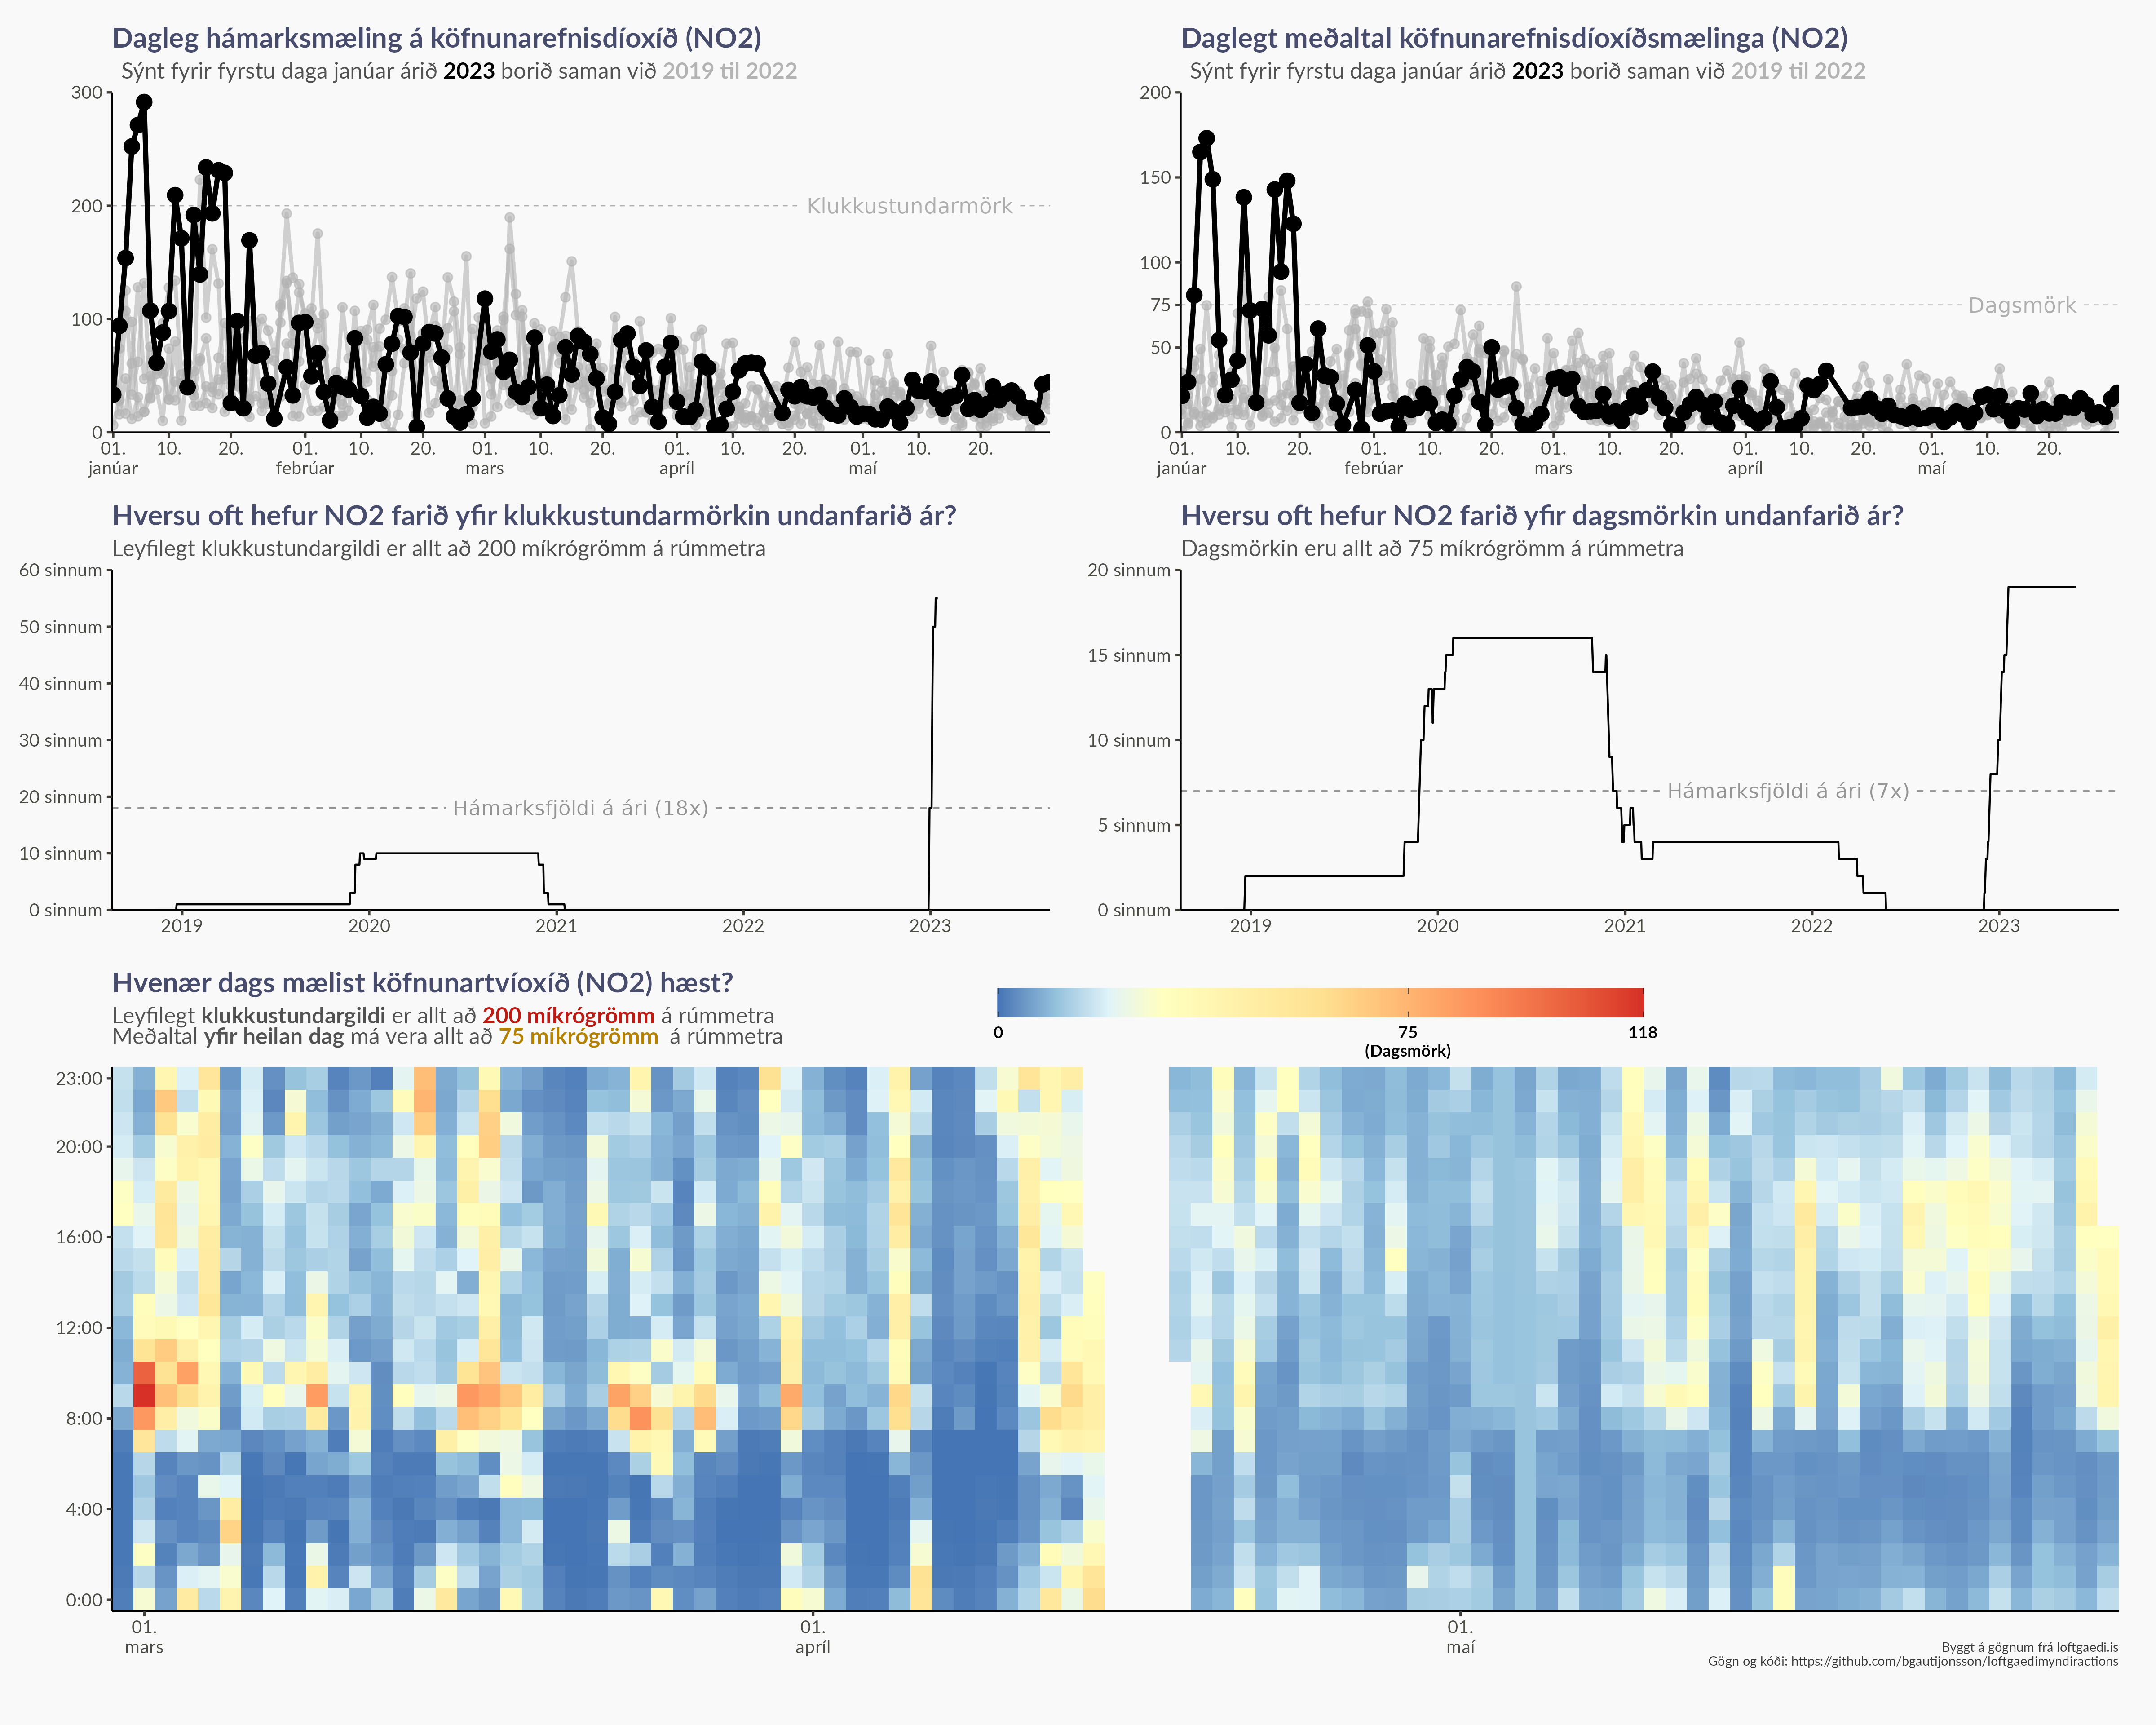 Dagleg hámarksmæling á köfnunarefnisdíoxíð (NO2)
Sýnt fyrir fyrstu daga janúar árið 2023 borið saman við 2019 til 2022
300
200
100
0
Klukkustundarmörk
01. 10. 20. 01. 10. 20. 01. 10. 20. 01. 10. 20. 01. 10. 20.
janúar febrúar mars apríl maí
Daglegt meðaltal köfnunarefnisdíoxíðsmælinga (NO2)
Sýnt fyrir fyrstu daga janúar árið 2023 borið saman við 2019 til 2022
200
150
100
75
50
0
Dagsmörk
01. 10. 20. 01. 10. 20. 01. 10. 20. 01. 10. 20. 01. 10. 20.
janúar febrúar mars apríl maí
Hversu oft hefur NO2 farið yfir klukkustundarmörkin undanfarið ár?
Leyfilegt klukkustundargildi er allt að 200 míkrógrömm á rúmmetra
60 sinnum
50 sinnum
40 sinnum
30 sinnum
20 sinnum
10 sinnum
0 sinnum
Hámarksfjöldi á ári (18x)
2019 2020 2021 2022 2023
Hversu oft hefur NO2 farið yfir dagsmörkin undanfarið ár?
Dagsmörkin eru allt að 75 míkrógrömm á rúmmetra
20 sinnum
15 sinnum
10 sinnum
5 sinnum
0 sinnum
Hámarksfjöldi á ári (7x)
2019 2020 2021 2022 2023
Hvenær dags mælist köfnunartvíoxíð (NO2) hæst?
Leyfilegt klukkustundargildi er allt að 200 míkrógrömm á rúmmetra
Meðaltal yfir heilan dag má vera allt að 75 míkrógrömm á rúmmetra
0 75 118
(Dagsmörk)
23:00
20:00
16:00
12:00
8:00
4:00
0:00
01. 01. 01.
mars apríl maí
Byggt á gögnum frá loftgaedi.is
Gögn og kóði: https://github.com/bgautijonsson/loftgaedimyndiractions